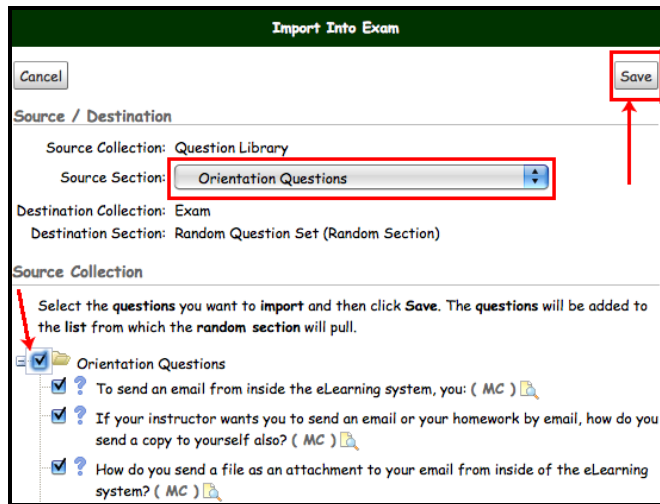 Import Into Exam
Cancel
Save
Source / Destination
Source Collection: Question Library
Source Section: Orientation Questions
Destination Collection: Exam
Destination Section: Random Question Set (Random Section)
Source Collection
Select the questions you want to import and then click Save. The questions will be added to
the list from which the random section will pull.
Orientation Questions
? To send an email from inside the eLearning system, you: ( MC )
? If your instructor wants you to send an email or your homework by email, how do you
send a copy to yourself also? ( MC )
? How do you send a file as an attachment to your email from inside of the eLearning
system? ( MC )